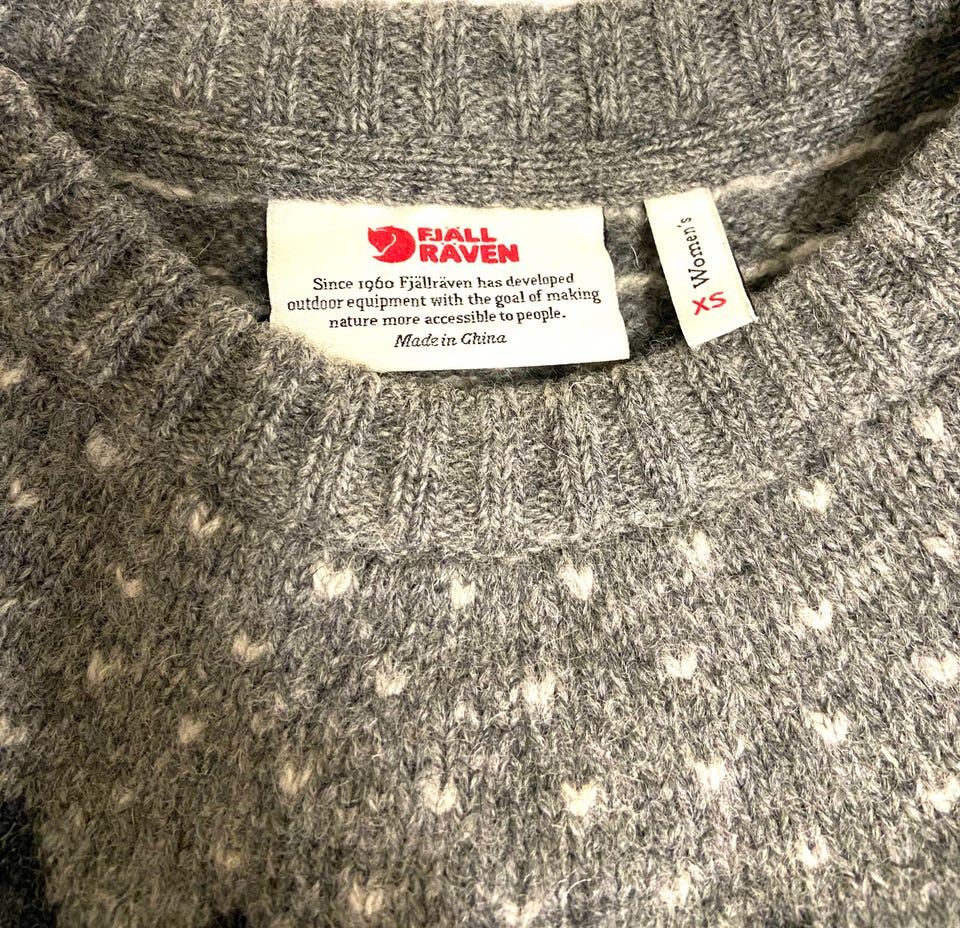 FJÄLL
RÄVEN
Since 1960 Fjällräven has developed
outdoor equipment with the goal of making
nature more accessible to people.
Made in China
Women's
XS